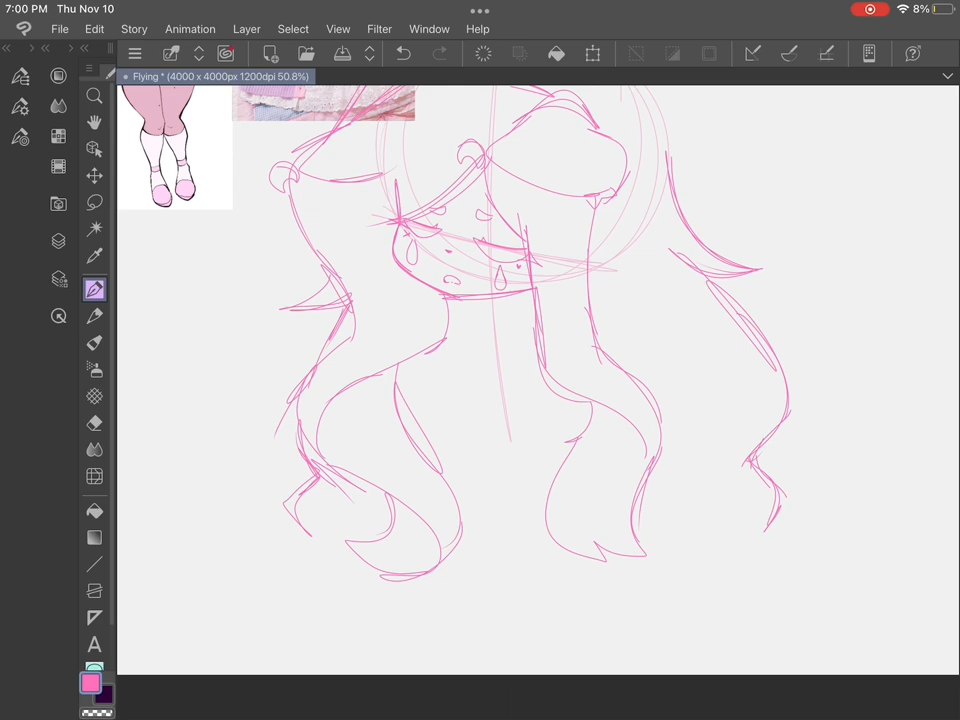 7:00 PM Thu Nov 10
8%
File Edit Story Animation Layer Select View Filter Window Help
Flying * (4000 x 4000px 1200dpi 50.8%)
A